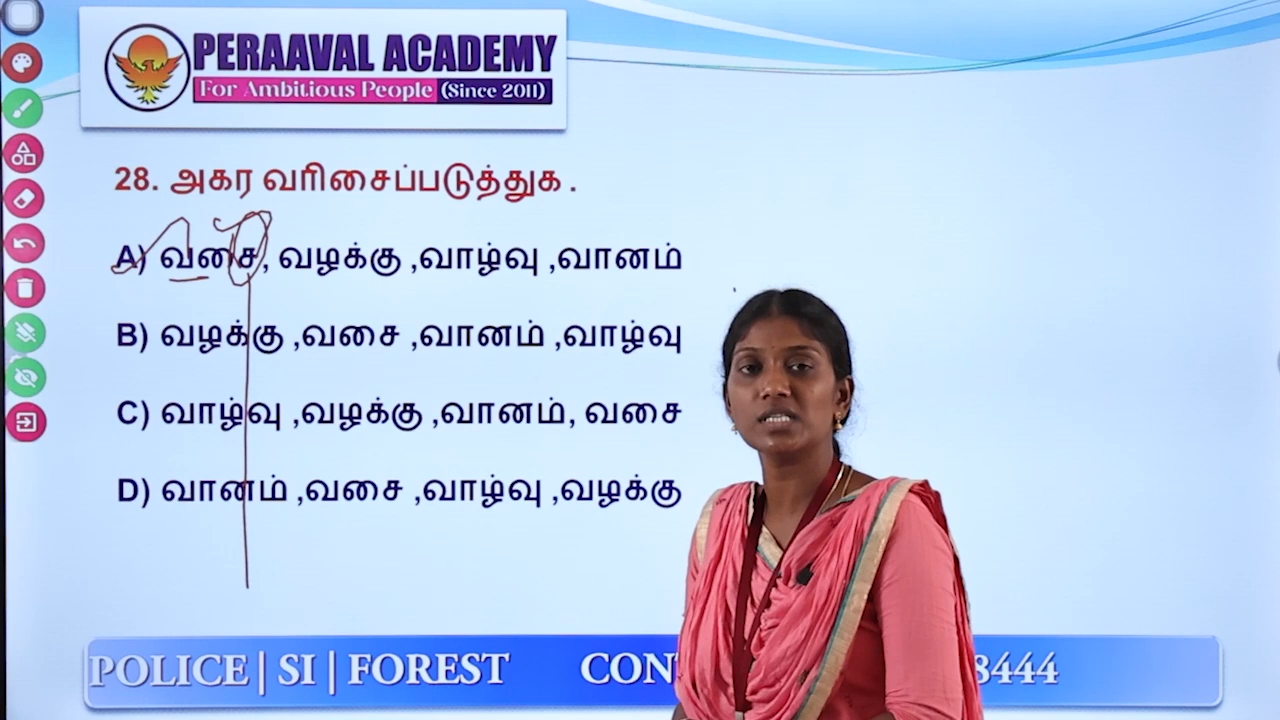 PERAAVAL ACADEMY
For Ambitious People (Since 2011)
28. அகர வரிசைப்படுத்துக .
A) வசை, வழக்கு ,வாழ்வு ,வானம்
B) வழக்கு ,வசை ,வானம் ,வாழ்வு
C) வாழ்வு ,வழக்கு ,வானம், வசை
D) வானம் ,வசை ,வாழ்வு ,வழக்கு
POLICE | SI | FOREST 8444